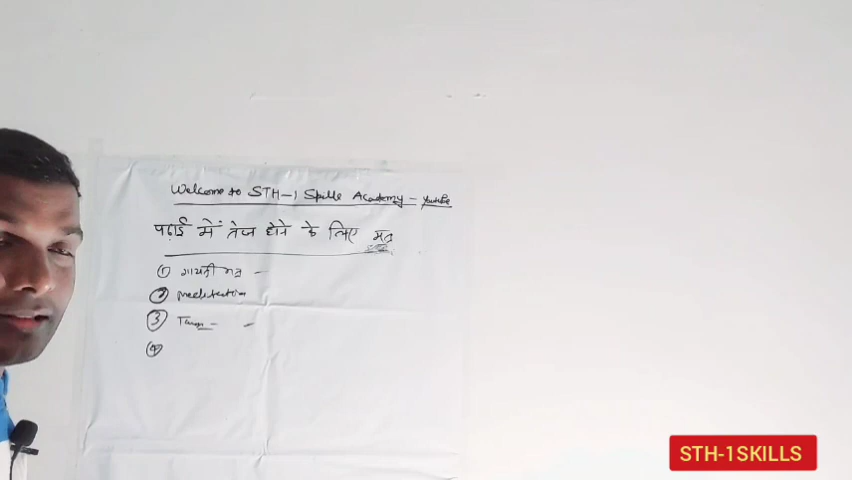 Welcome to STH-1 Skills Academy - Youtube
पढ़ाई में तेज होने के लिए मंत्र
① गायत्री मंत्र -
② meditation
③
④
STH-1SKILLS